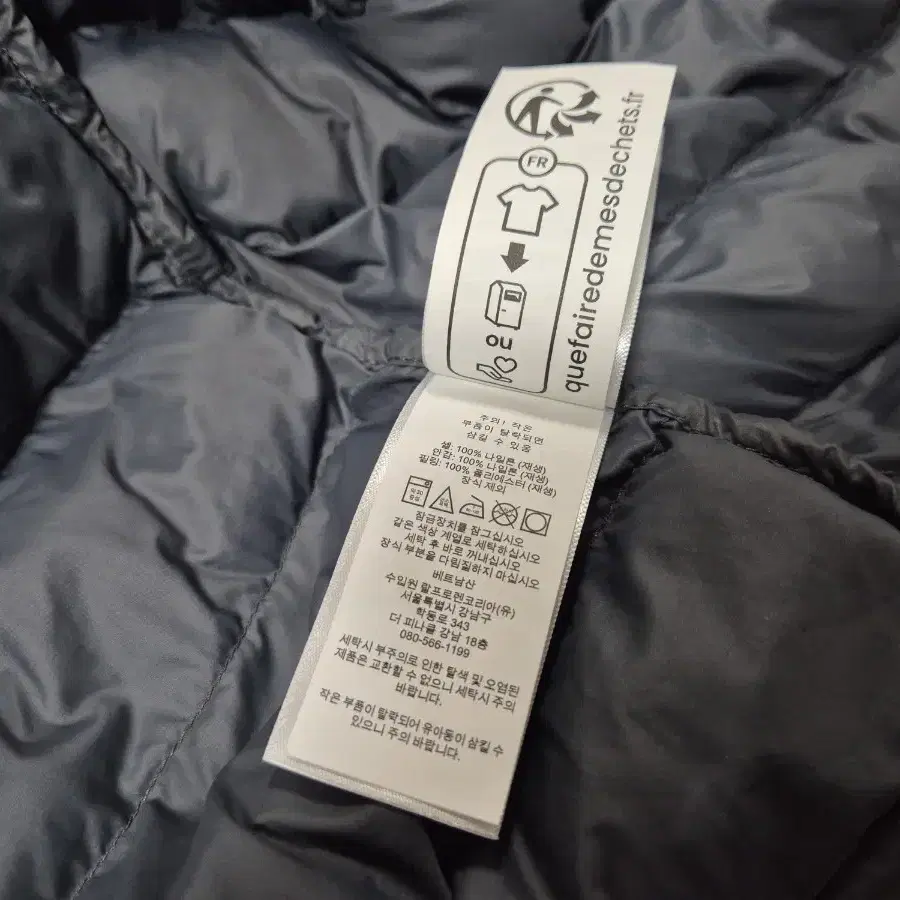 quefairedemesdechets.fr
FR
OU
주의! 작은
부품이 탈락되면
삼킬 수 있음
셸: 100% 나일론 (재생)
안감: 100% 나일론 (재생)
필링: 100% 폴리에스터 (재생)
장식 제외
잠금장치를 잠그십시오
같은 색상 계열로 세탁하십시오
세탁 후 바로 꺼내십시오
장식 부분을 다림질하지 마십시오
베트남산
수입원 랄프로렌코리아(유)
서울특별시 강남구
학동로 343
더 피나클 강남 18층
080-566-1199
세탁시 부주의로 인한 탈색 및 오염된
제품은 교환할 수 없으니 세탁시 주의
바랍니다.
작은 부품이 탈락되어 유아동이 삼킬 수
있으니 주의 바랍니다.